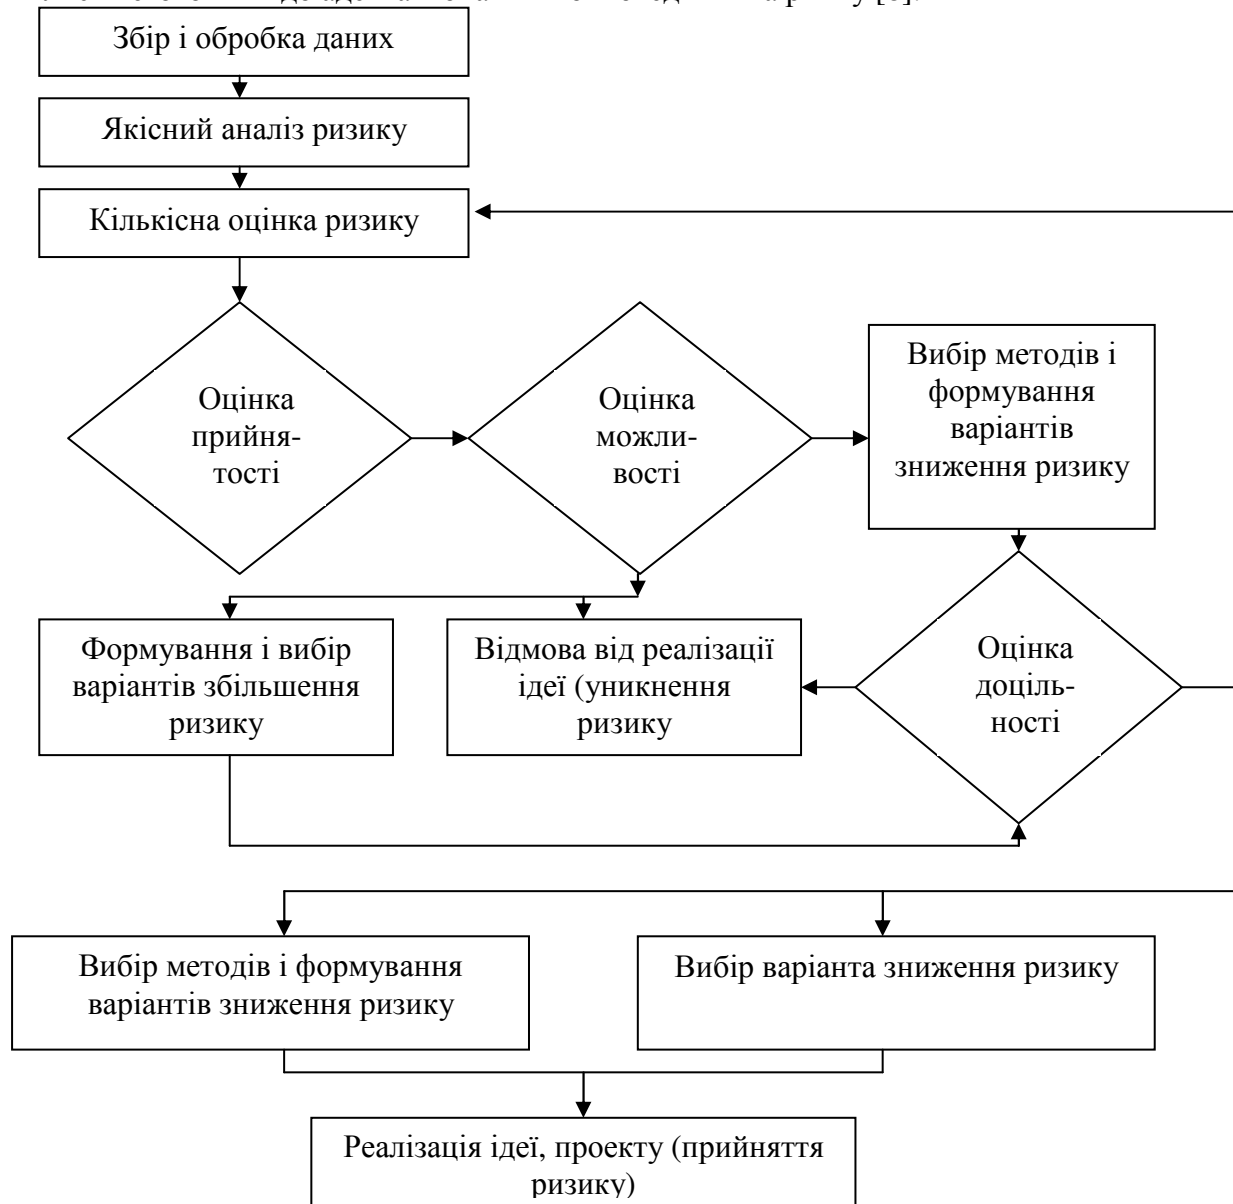 Збір і обробка даних
Якісний аналіз ризику
Кількісна оцінка ризику
Оцінка
прийня-
тості
Оцінка
можли-
вості
Вибір методів і
формування
варіантів
зниження ризику
Формування і вибір
варіантів збільшення
ризику
Відмова від реалізації
ідеї (уникнення
ризику
Оцінка
доціль-
ності
Вибір методів і формування
варіантів зниження ризику
Вибір варіанта зниження ризику
Реалізація ідеї, проекту (прийняття
ризику)